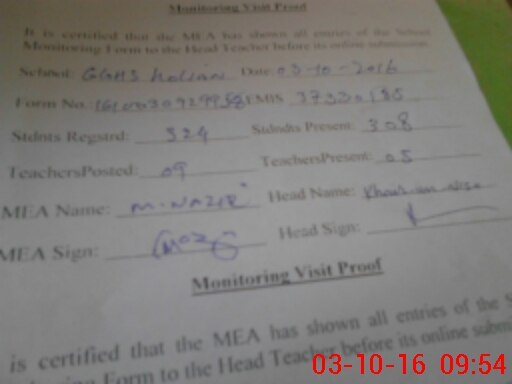 Monitoring Visit Proof
It is certified that the MEA has shown all entries of the School
Monitoring Form to the Head Teacher before its online submission.
School: GGHS Date: 03-10-2016
Form No: EMIS 37330185
Stdnts Regstrd: 324 Stdndts Present: 308
TeachersPosted: 09 TeachersPresent: 05
MEA Name: M-NAZIR Head Name:
MEA Sign: Head Sign:
Monitoring Visit Proof
is certified that the MEA has shown all entries of the S
Form to the Head Teacher before its online submi
03-10-16 09:54